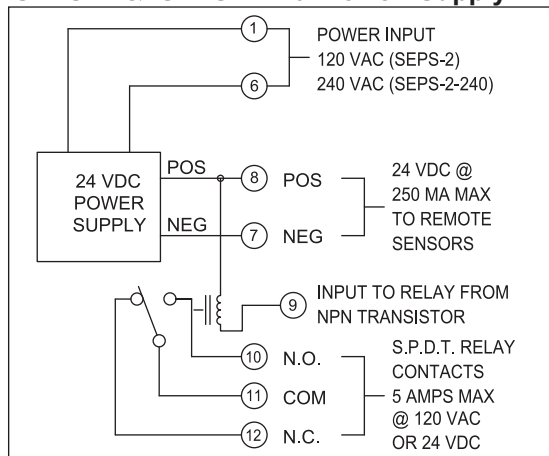 1
POWER INPUT
120 VAC (SEPS-2)
6
240 VAC (SEPS-2-240)
24 VDC
POWER
SUPPLY
POS
NEG
8
POS
7
NEG
24 VDC @
250 MA MAX
TO REMOTE
SENSORS
9
INPUT TO RELAY FROM
NPN TRANSISTOR
10
N.O.
11
COM
12
N.C.
S.P.D.T. RELAY
CONTACTS
5 AMPS MAX
@ 120 VAC
OR 24 VDC